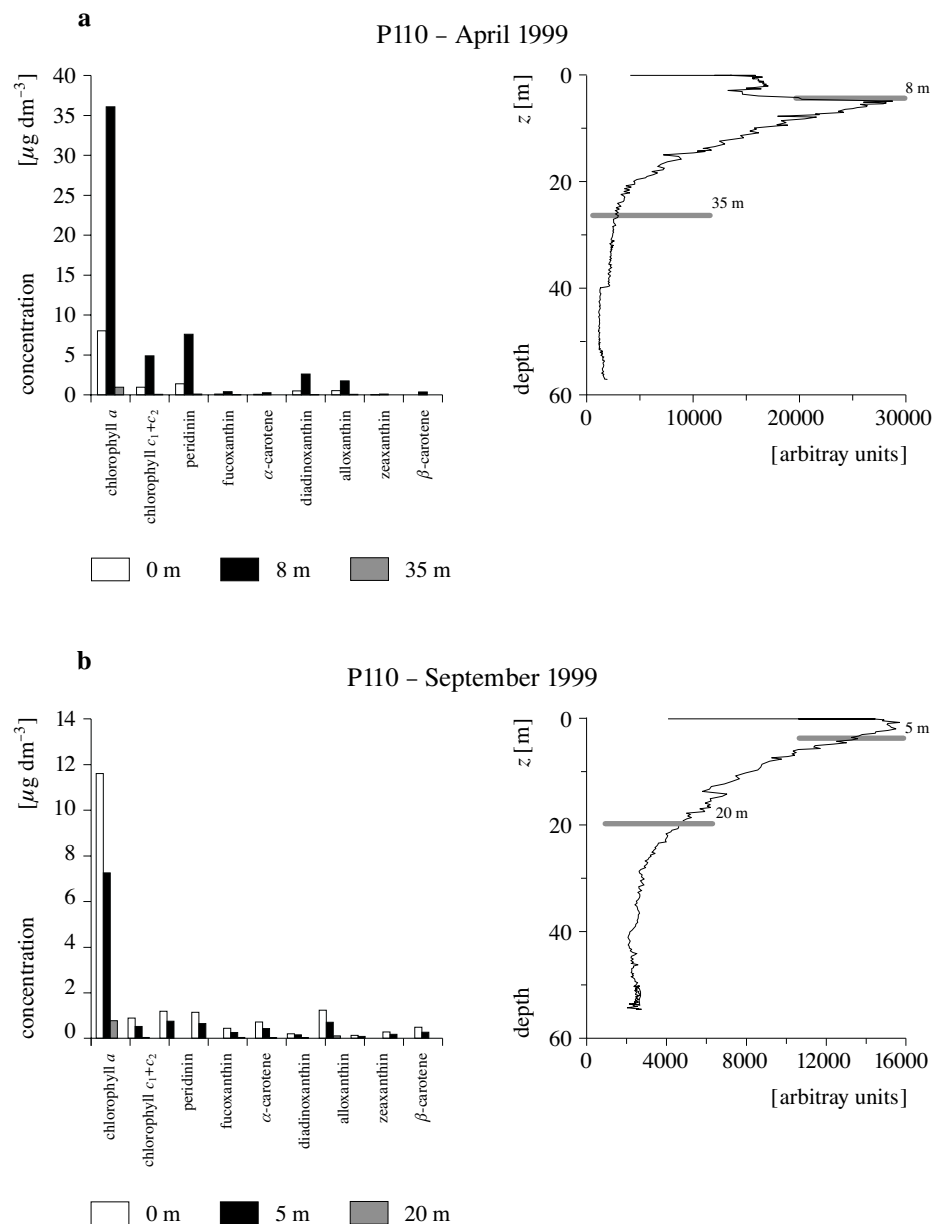 a
P110 – April 1999
[µg dm⁻³]
concentration
40
35
30
25
20
15
10
5
0
chlorophyll a
chlorophyll c₁+c₂
peridinin
fucoxanthin
α-carotene
diadinoxanthin
alloxanthin
zeaxanthin
β-carotene
0 m
8 m
35 m
z [m]
depth
0
20
40
60
8 m
35 m
0
10000
20000
30000
[arbitray units]
b
P110 – September 1999
[µg dm⁻³]
concentration
14
12
10
8
6
4
2
0
chlorophyll a
chlorophyll c₁+c₂
peridinin
fucoxanthin
α-carotene
diadinoxanthin
alloxanthin
zeaxanthin
β-carotene
0 m
5 m
20 m
z [m]
depth
0
20
40
60
5 m
20 m
0
4000
8000
12000
16000
[arbitray units]